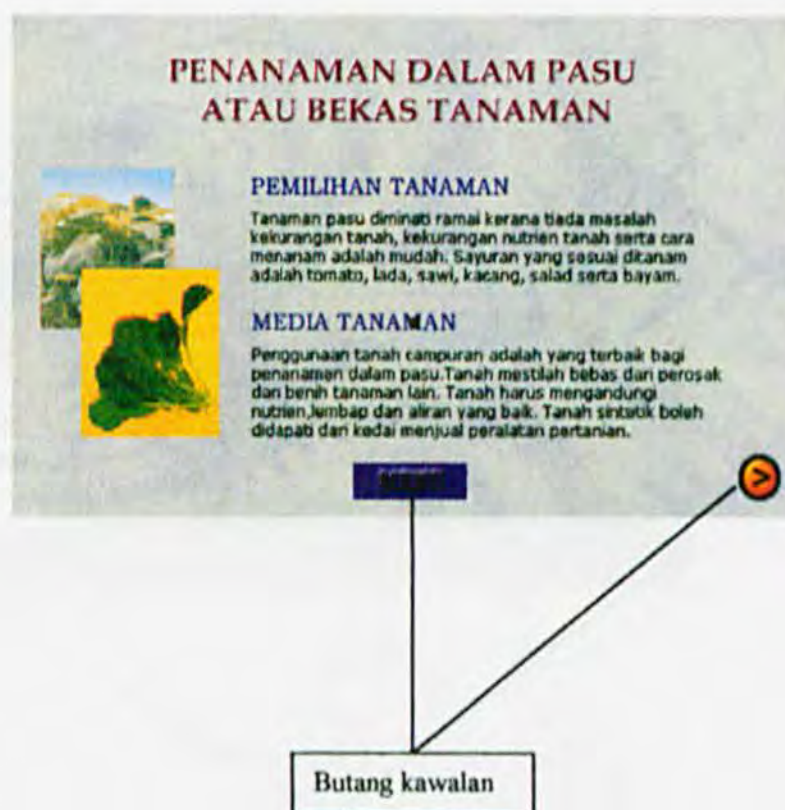 PENANAMAN DALAM PASU
ATAU BEKAS TANAMAN
PEMILIHAN TANAMAN
Tanaman pasu diminati ramai kerana tiada masalah
kekurangan tanah, kekurangan nutrien tanah serta cara
menanam adalah mudah. Sayuran yang sesuai ditanam
adalah tomato, lada, sawi, kacang, salad serta bayam.
MEDIA TANAMAN
Penggunaan tanah campuran adalah yang terbaik bagi
penanaman dalam pasu.Tanah mestilah bebas dari perosak
dan benih tanaman lain. Tanah harus mengandungi
nutrien,lembap dan aliran yang baik. Tanah sintetik boleh
didapati dari kedai menjual peralatan pertanian.
>
Butang kawalan